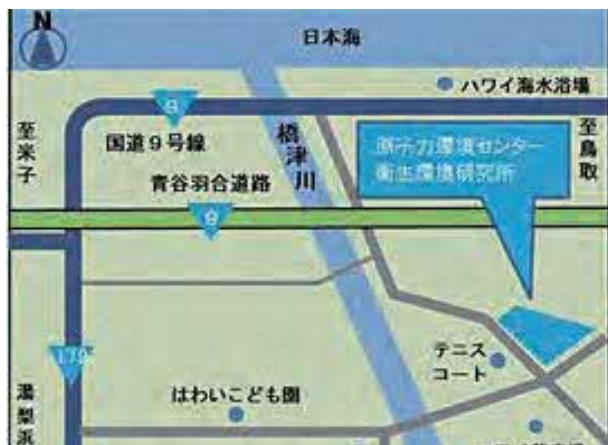 N
日本海
ハワイ海水浴場
9
国道9号線
至米子
橋津川
原子力環境センター
衛生環境研究所
至鳥取
青谷羽合道路
9
179
テニス
コート
はわいこども園
湯梨浜